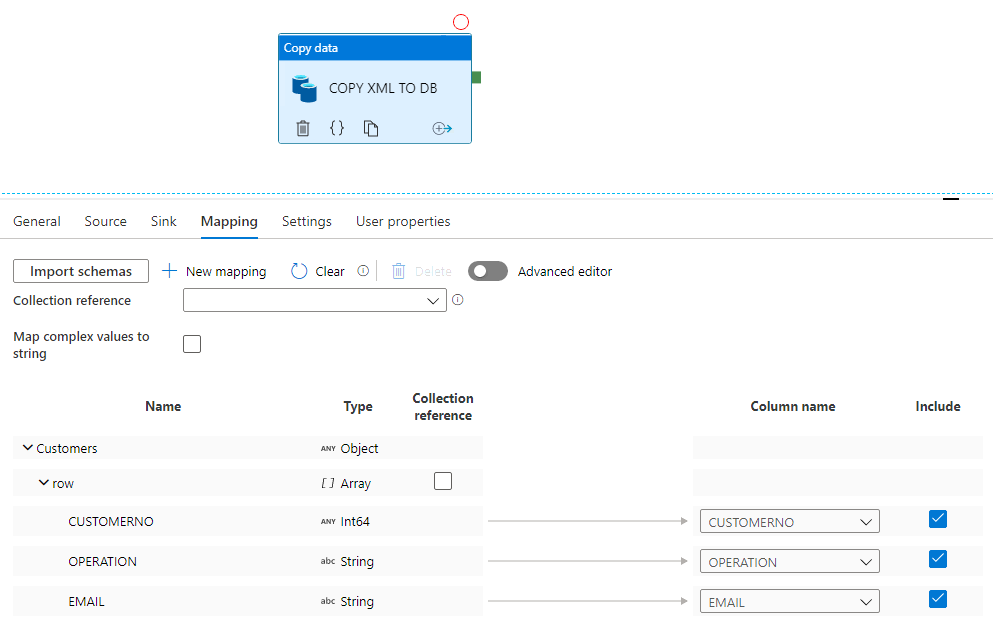 Copy data
COPY XML TO DB
General Source Sink Mapping Settings User properties
Import schemas New mapping Clear Delete Advanced editor
Collection reference
Map complex values to
string
Name Type Collection reference Column name Include
Customers ANY Object
row [ ] Array
CUSTOMERNO ANY Int64 CUSTOMERNO
OPERATION abc String OPERATION
EMAIL abc String EMAIL